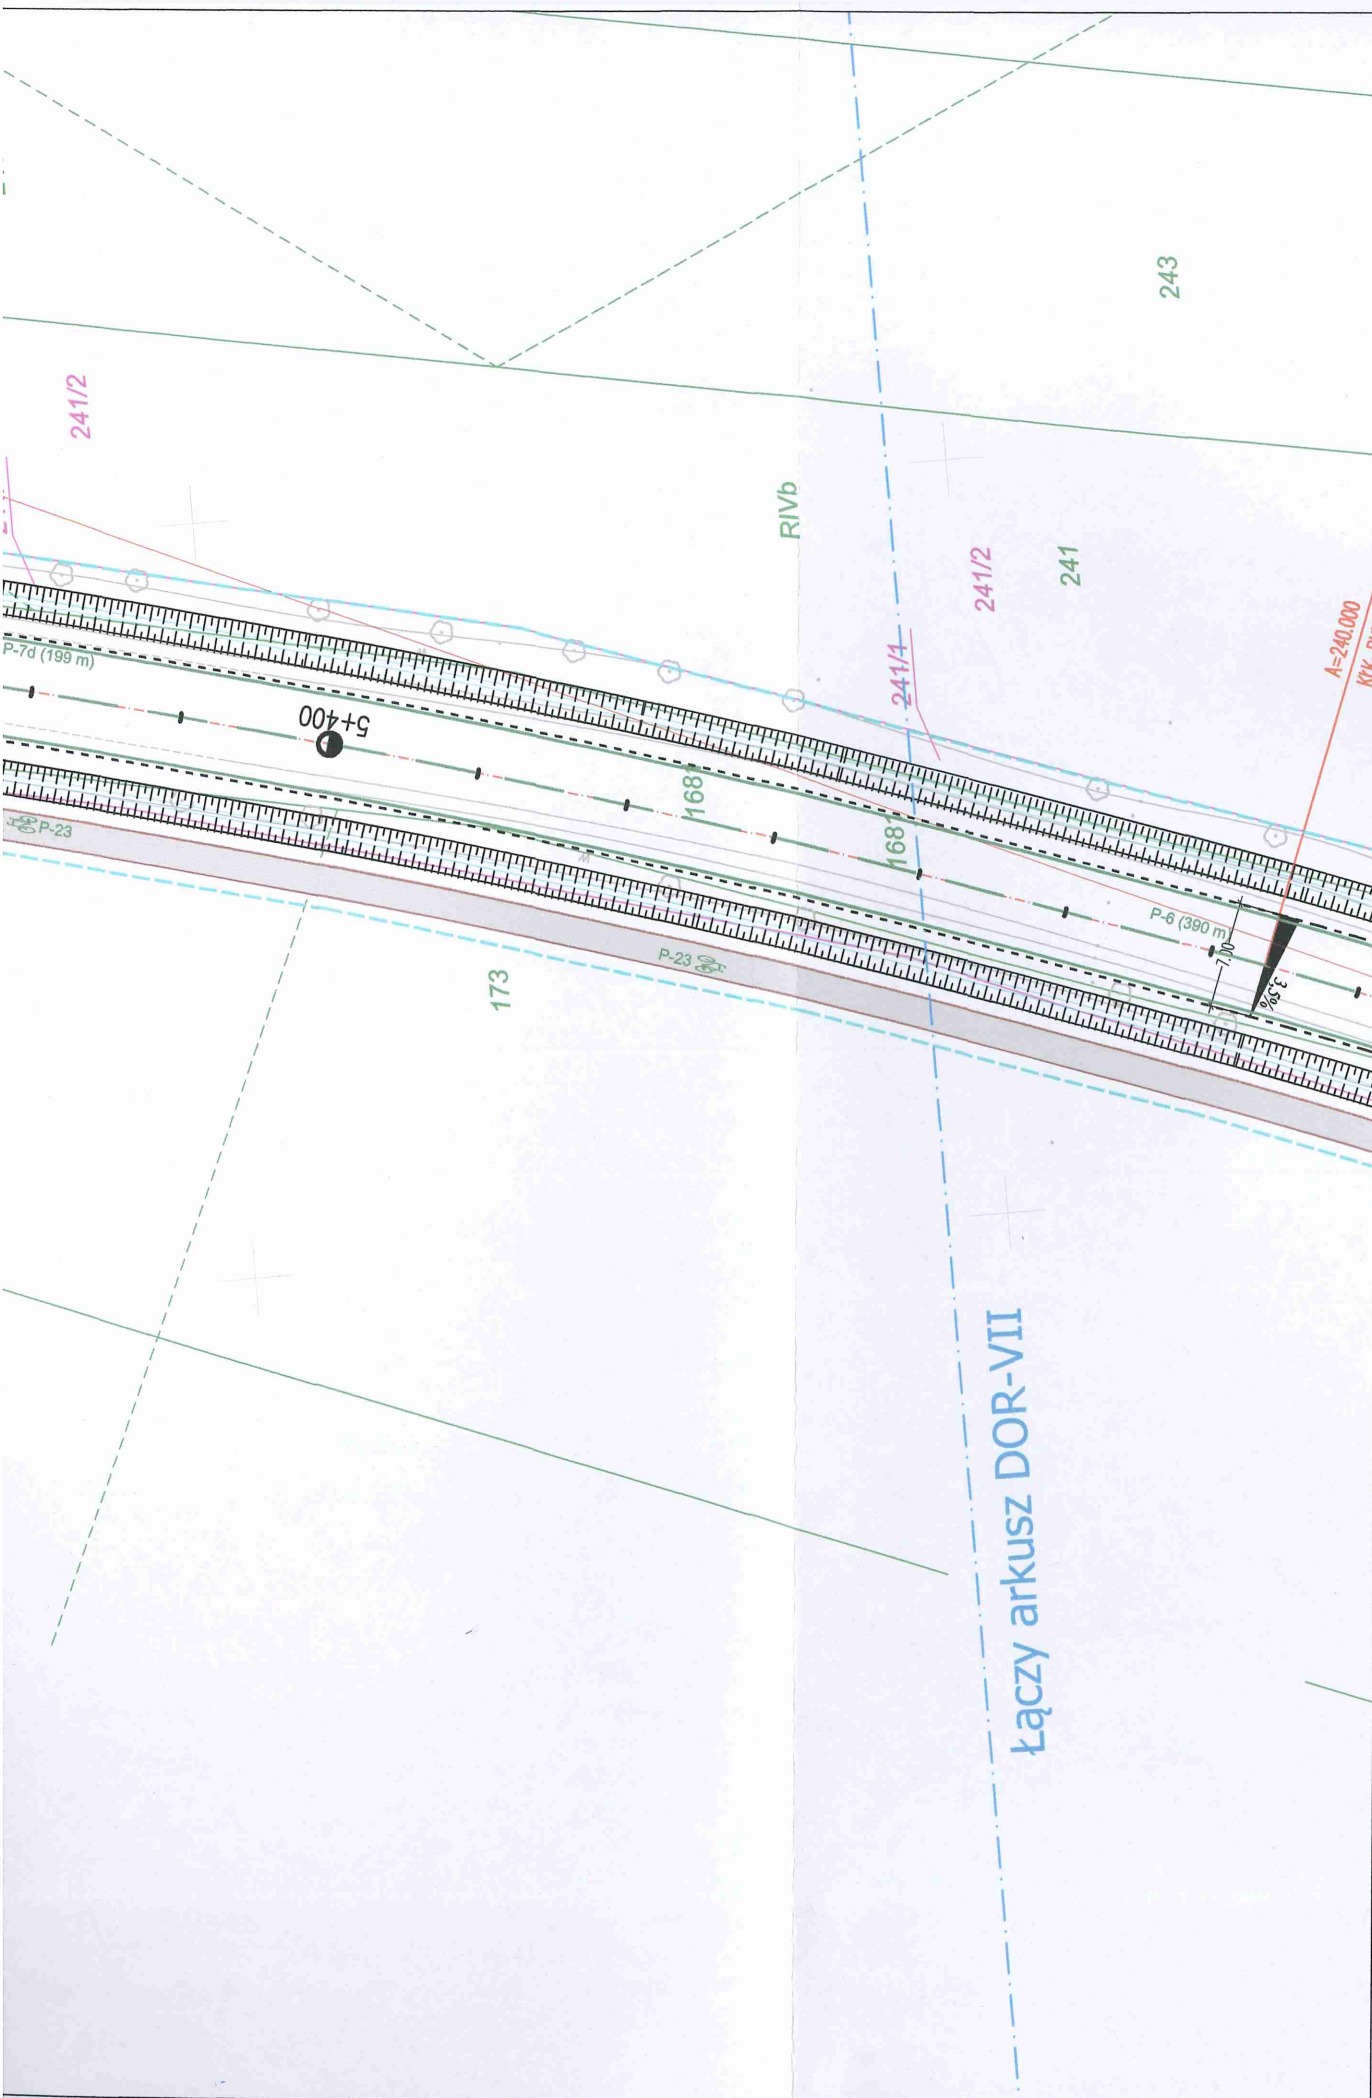 243
241/2
RIVb
241/2
241
A=240.000
241/1
P-7d (199 m)
5+400
168
168
P-6 (390 m)
7.00
3,5%
P-23
P-23
173
Łączy arkusz DOR-VII